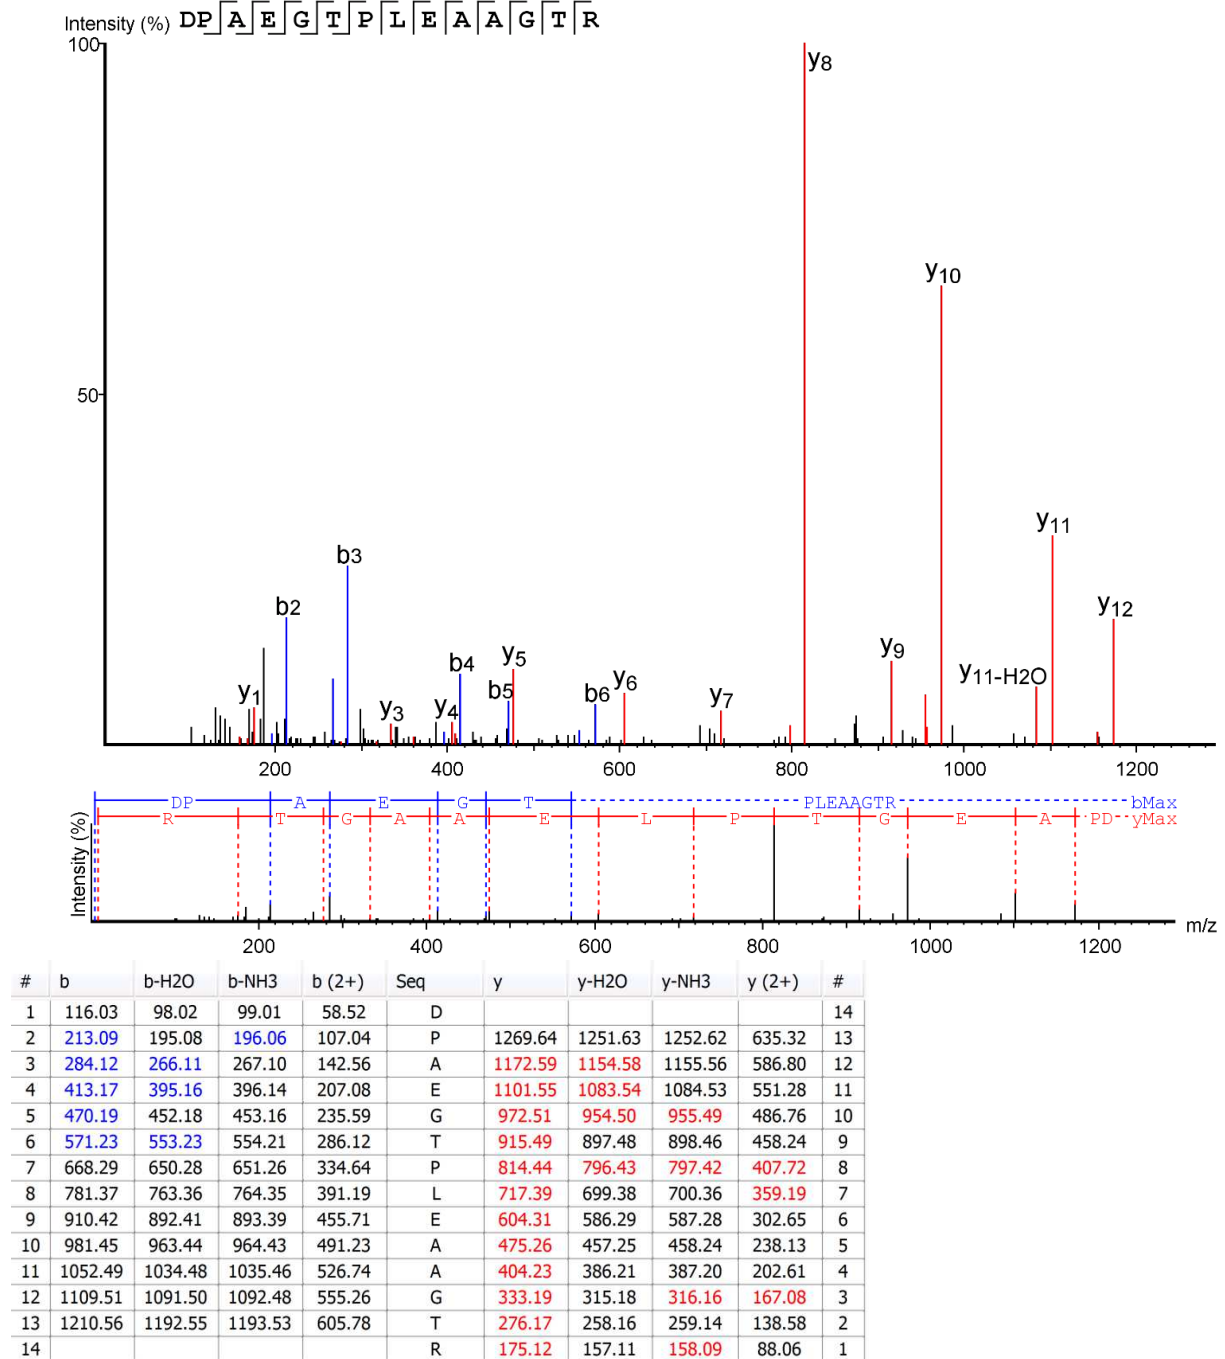 Intensity (%) DP A E G T P L E A A G T R
100
y8
y10
50
y11
b3
b2
y12
y9
y5
b4
y11-H2O
y6
b5
b6
y1
y7
y3
y4
200 400 600 800 1000 1200
DP A E G T PLEAAGTR bMax
R T G A A E L P T G E A PD yMax
Intensity (%)
m/z
200 400 600 800 1000 1200
# b b-H2O b-NH3 b (2+) Seq y y-H2O y-NH3 y (2+) #
1 116.03 98.02 99.01 58.52 D 14
2 213.09 195.08 196.06 107.04 P 1269.64 1251.63 1252.62 635.32 13
3 284.12 266.11 267.10 142.56 A 1172.59 1154.58 1155.56 586.80 12
4 413.17 395.16 396.14 207.08 E 1101.55 1083.54 1084.53 551.28 11
5 470.19 452.18 453.16 235.59 G 972.51 954.50 955.49 486.76 10
6 571.23 553.23 554.21 286.12 T 915.49 897.48 898.46 458.24 9
7 668.29 650.28 651.26 334.64 P 814.44 796.43 797.42 407.72 8
8 781.37 763.36 764.35 391.19 L 717.39 699.38 700.36 359.19 7
9 910.42 892.41 893.39 455.71 E 604.31 586.29 587.28 302.65 6
10 981.45 963.44 964.43 491.23 A 475.26 457.25 458.24 238.13 5
11 1052.49 1034.48 1035.46 526.74 A 404.23 386.21 387.20 202.61 4
12 1109.51 1091.50 1092.48 555.26 G 333.19 315.18 316.16 167.08 3
13 1210.56 1192.55 1193.53 605.78 T 276.17 258.16 259.14 138.58 2
14 R 175.12 157.11 158.09 88.06 1